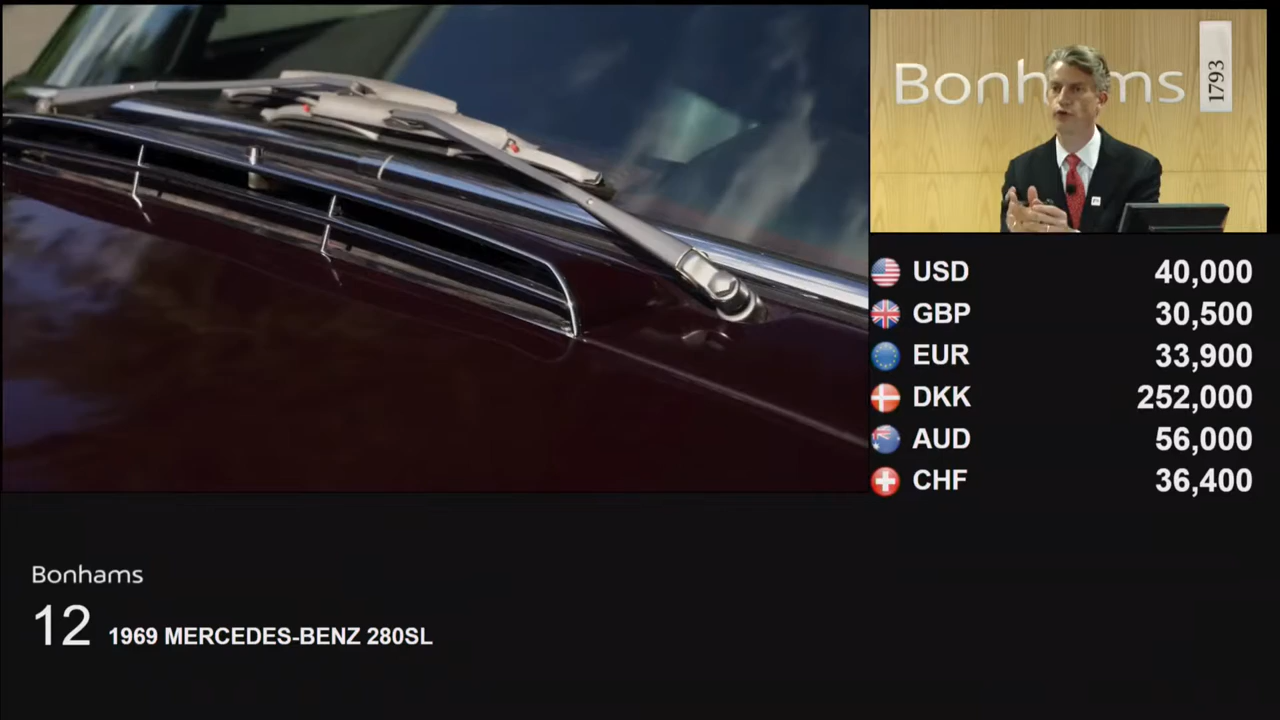 Bonhams
1793
USD 40,000
GBP 30,500
EUR 33,900
DKK 252,000
AUD 56,000
CHF 36,400
Bonhams
12 1969 MERCEDES-BENZ 280SL